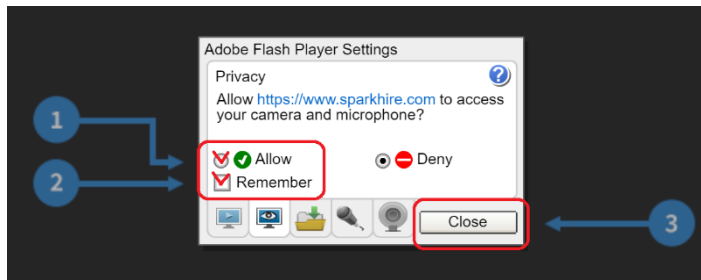 Adobe Flash Player Settings
Privacy
?
Allow https://www.sparkhire.com to access
your camera and microphone?
1
Allow
Deny
2
Remember
Close
3